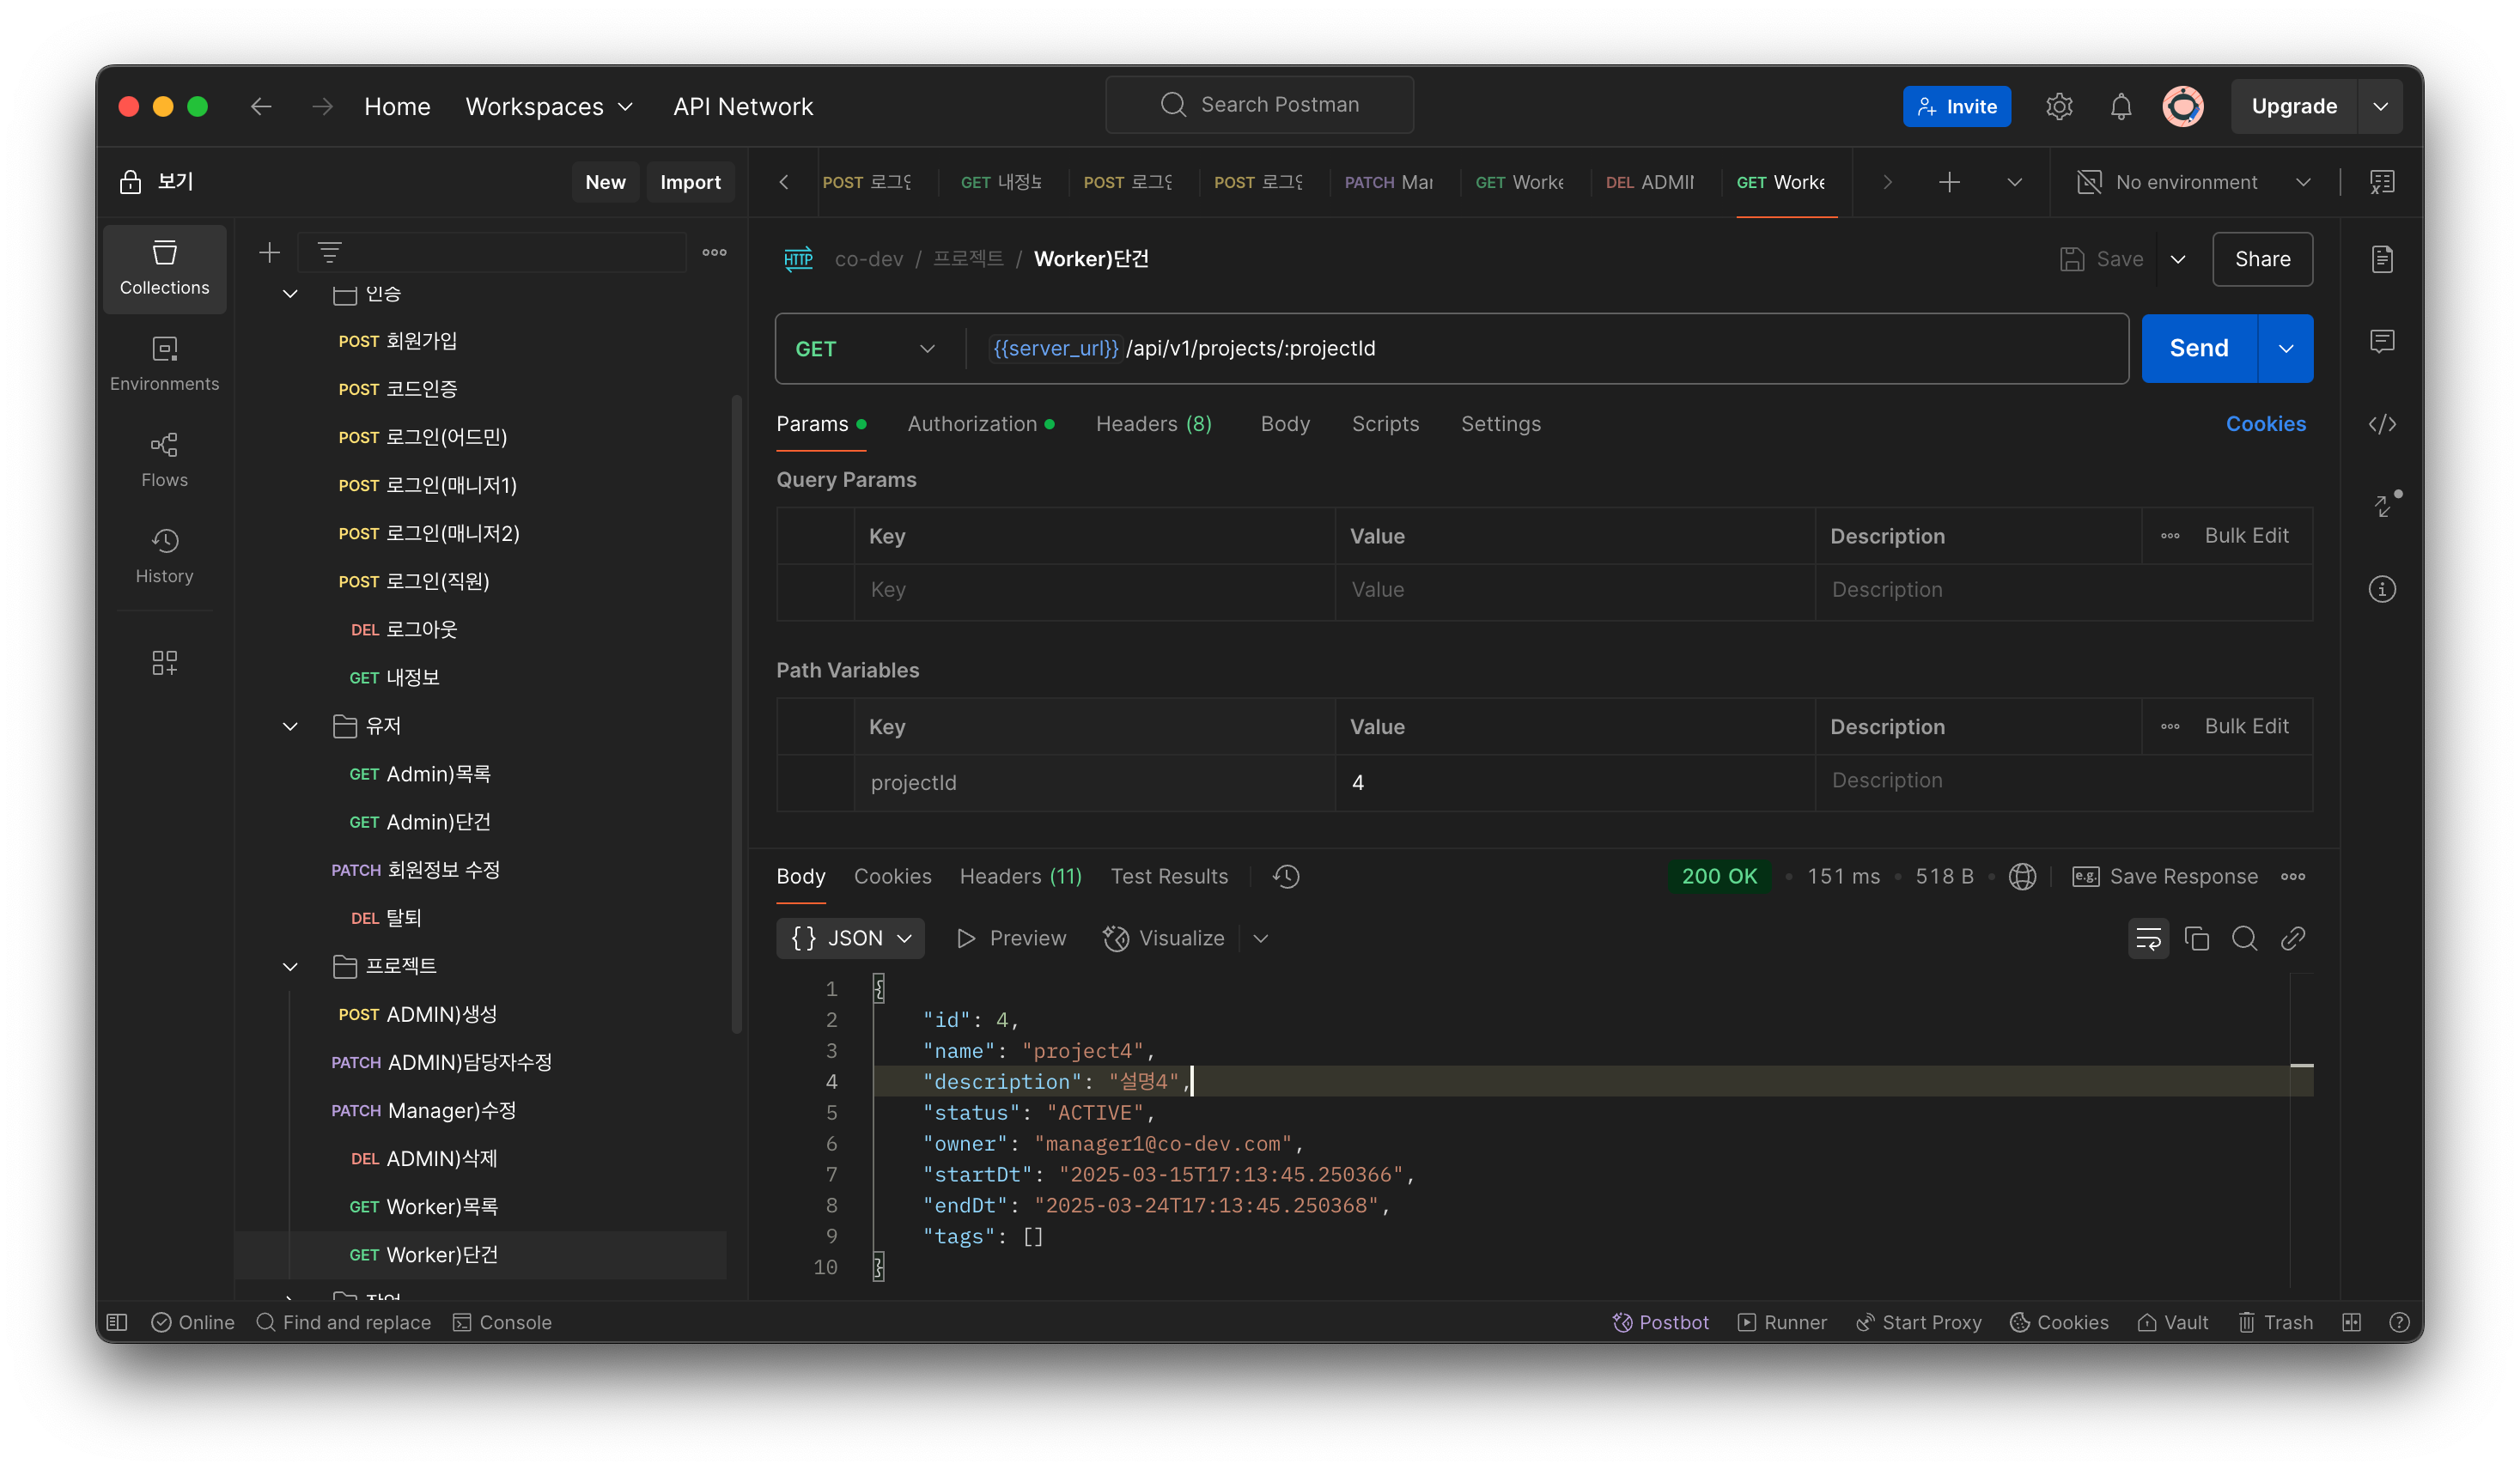 Home Workspaces API Network Search Postman Invite Upgrade
보기 New Import POST 로그인 GET 내정보 POST 로그인 POST 로그인 PATCH Mar GET Worke DEL ADMI GET Worke No environment
Collections
Environments
Flows
History
인증
POST 회원가입
POST 코드인증
POST 로그인(어드민)
POST 로그인(매니저1)
POST 로그인(매니저2)
POST 로그인(직원)
DEL 로그아웃
GET 내정보
유저
GET Admin)목록
GET Admin)단건
PATCH 회원정보 수정
DEL 탈퇴
프로젝트
POST ADMIN)생성
PATCH ADMIN)담당자수정
PATCH Manager)수정
DEL ADMIN)삭제
GET Worker)목록
GET Worker)단건
HTTP co-dev / 프로젝트 / Worker)단건 Save Share
GET {{server_url}}/api/v1/projects/:projectId Send
Params Authorization Headers (8) Body Scripts Settings Cookies
Query Params
Key Value Description Bulk Edit
Key Value Description
Path Variables
Key Value Description Bulk Edit
projectId 4 Description
Body Cookies Headers (11) Test Results 200 OK 151 ms 518 B e.g. Save Response
{} JSON Preview Visualize
1 {
2 "id": 4,
3 "name": "project4",
4 "description": "설명4",
5 "status": "ACTIVE",
6 "owner": "manager1@co-dev.com",
7 "startDt": "2025-03-15T17:13:45.250366",
8 "endDt": "2025-03-24T17:13:45.250368",
9 "tags": []
10 }
Online Find and replace Console Postbot Runner Start Proxy Cookies Vault Trash